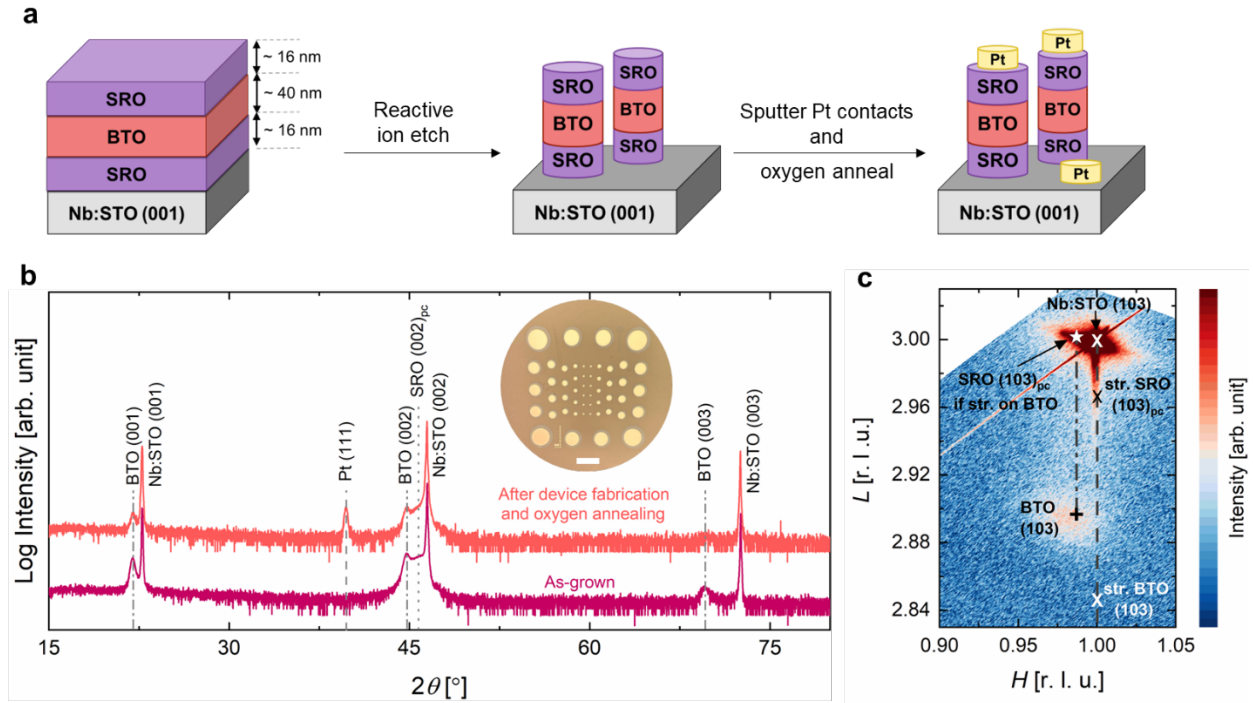 a
~ 16 nm
~ 40 nm
~ 16 nm
SRO
BTO
SRO
Nb:STO (001)
Reactive
ion etch
SRO
BTO
SRO
SRO
BTO
SRO
Nb:STO (001)
Sputter Pt contacts
and
oxygen anneal
Pt
SRO
BTO
SRO
Pt
SRO
BTO
SRO
Pt
Nb:STO (001)
b
Log Intensity [arb. unit]
BTO (001)
Nb:STO (001)
Pt (111)
BTO (002)
SRO (002)pc
Nb:STO (002)
BTO (003)
Nb:STO (003)
After device fabrication
and oxygen annealing
As-grown
15
30
45
60
75
2θ [°]
c
L [r. l .u.]
3.00
2.96
2.92
2.88
2.84
Nb:STO (103)
SRO (103)pc
if str. on BTO
str. SRO
(103)pc
BTO
(103)
str. BTO
(103)
0.90
0.95
1.00
1.05
H [r. l. u.]
Intensity [arb. unit]